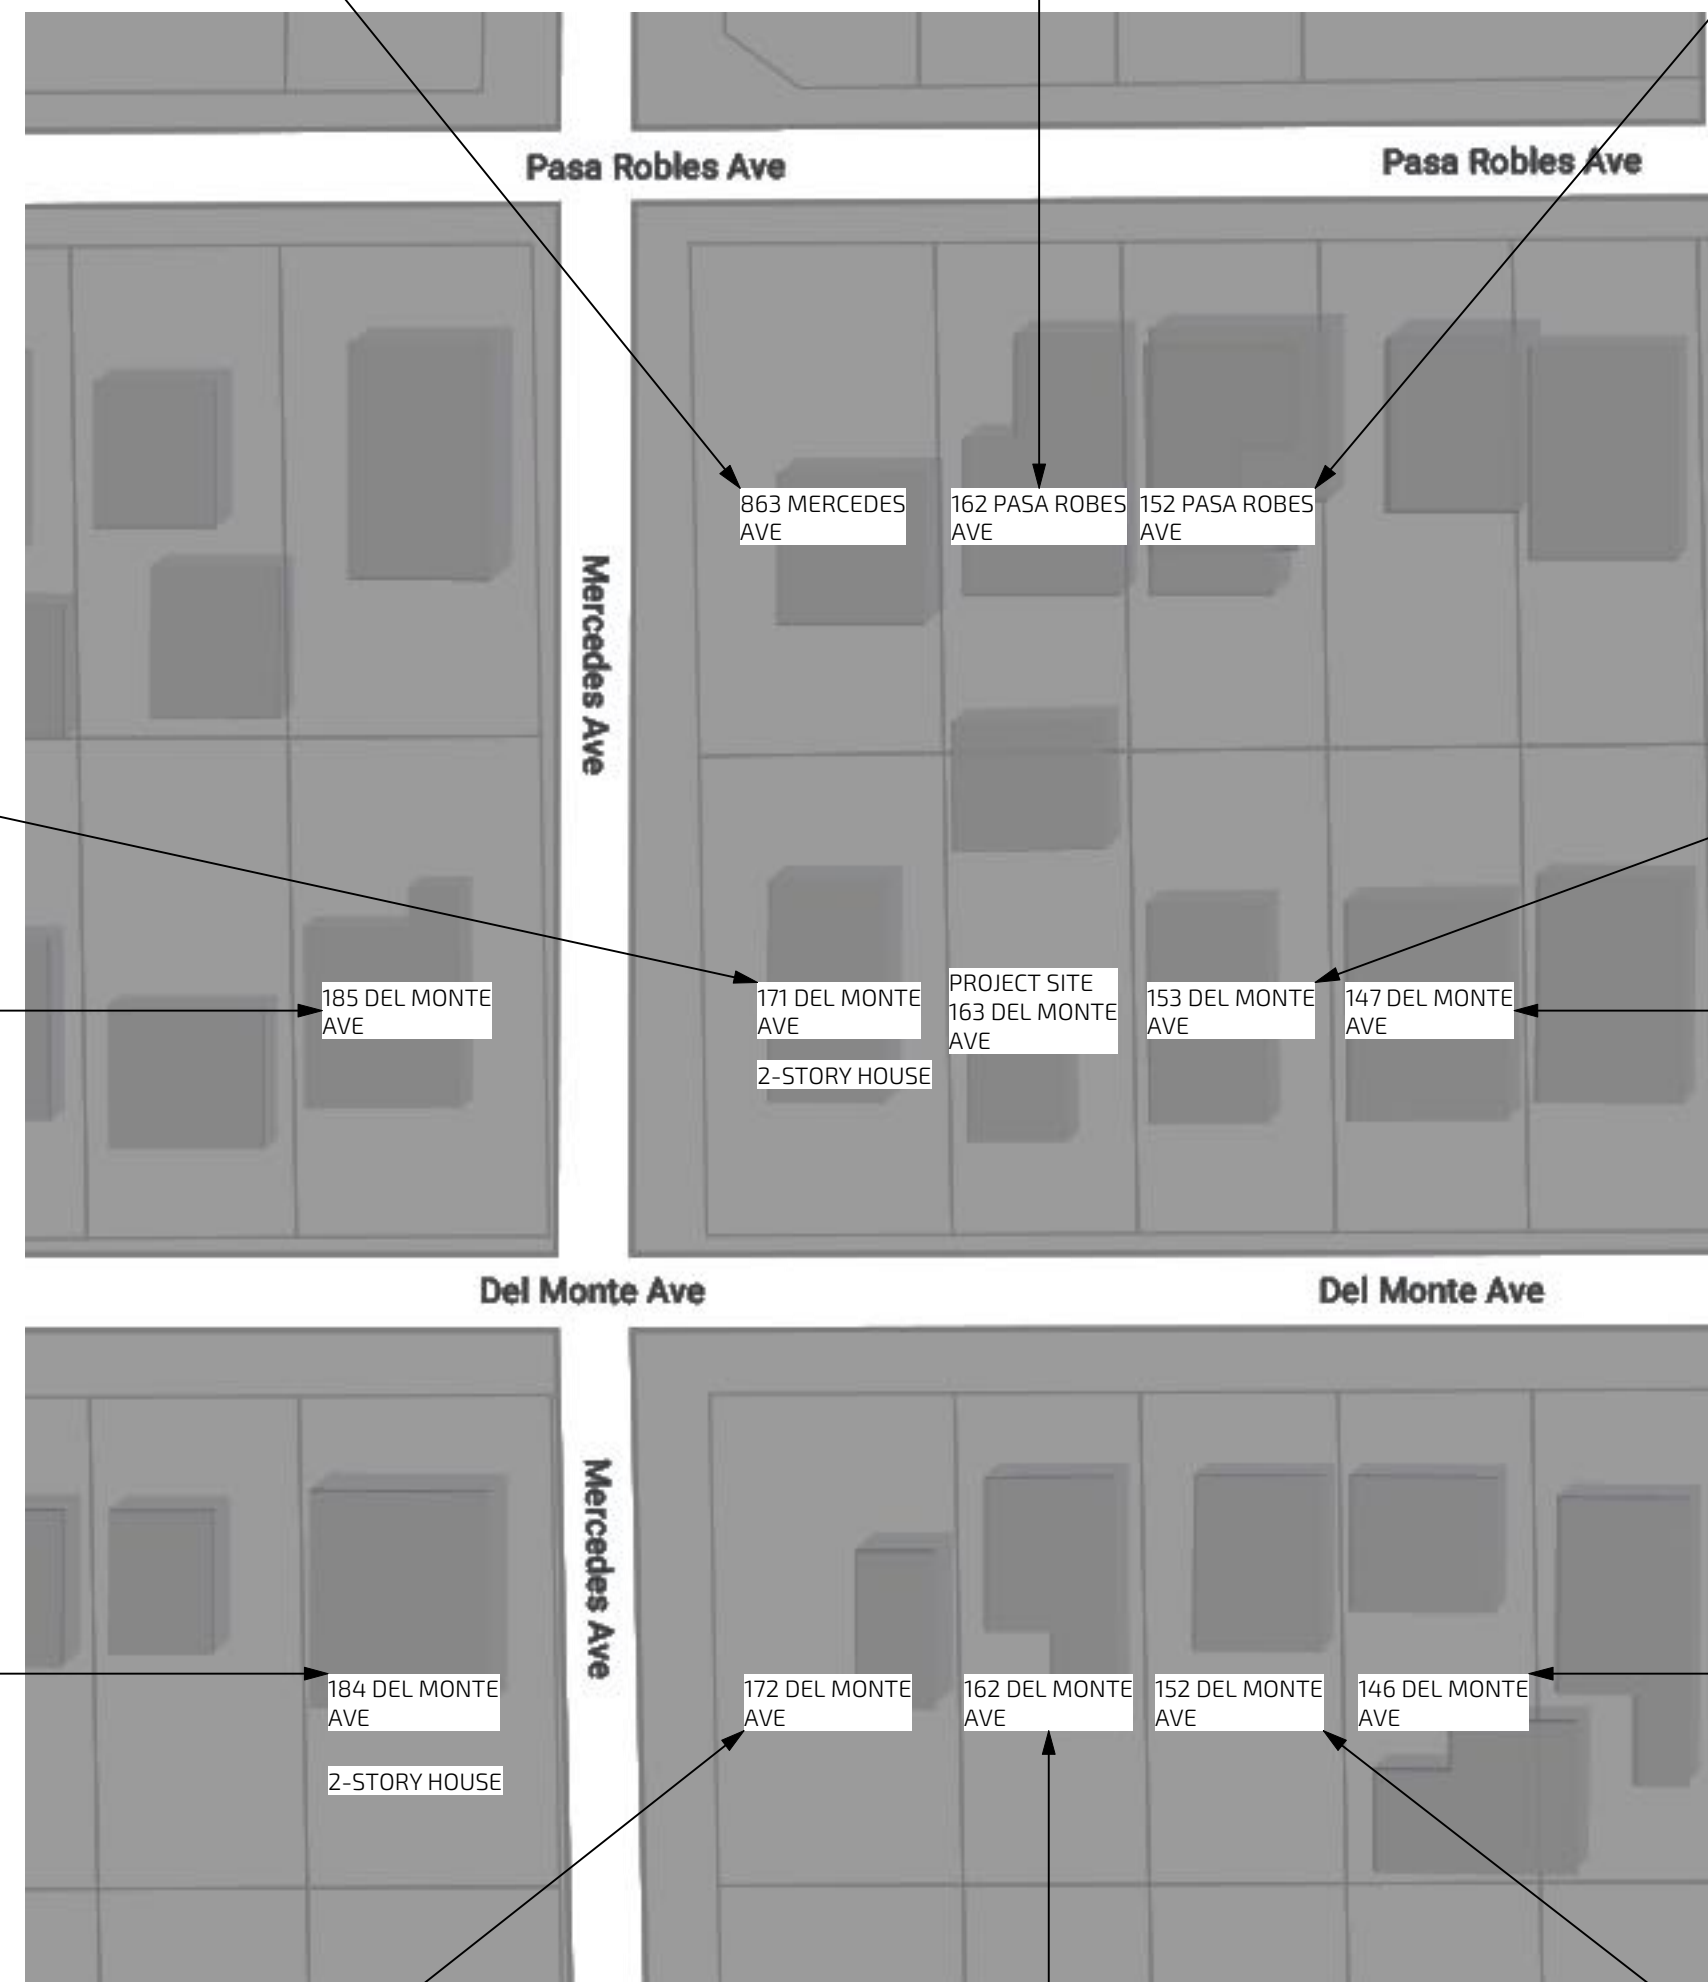 Pasa Robles Ave
Pasa Robles Ave
863 MERCEDES
AVE
162 PASA ROBES
AVE
152 PASA ROBES
AVE
Mercedes Ave
185 DEL MONTE
AVE
171 DEL MONTE
AVE
2-STORY HOUSE
PROJECT SITE
163 DEL MONTE
AVE
153 DEL MONTE
AVE
147 DEL MONTE
AVE
Del Monte Ave
Del Monte Ave
Mercedes Ave
184 DEL MONTE
AVE
2-STORY HOUSE
172 DEL MONTE
AVE
162 DEL MONTE
AVE
152 DEL MONTE
AVE
146 DEL MONTE
AVE